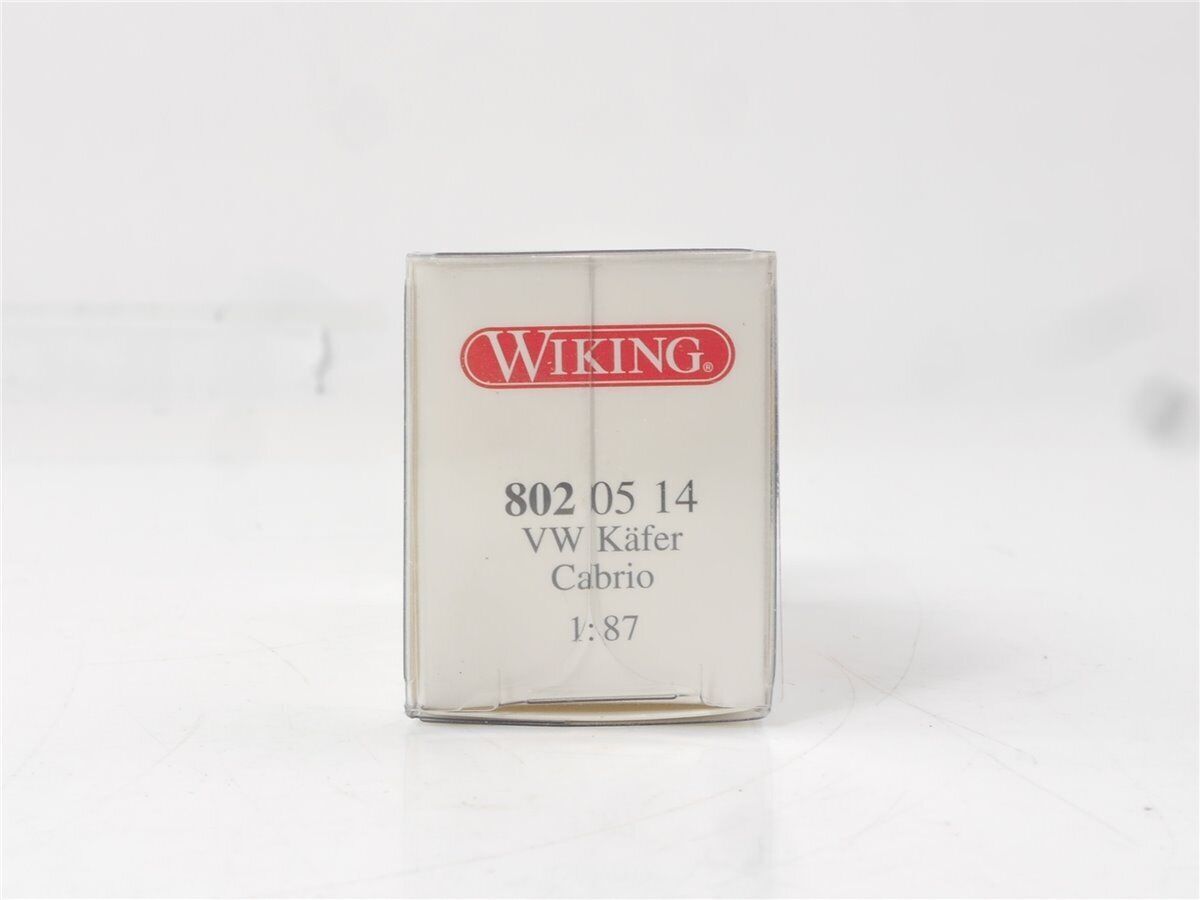 WIKING®
802 05 14
VW Käfer
Cabrio
1:87